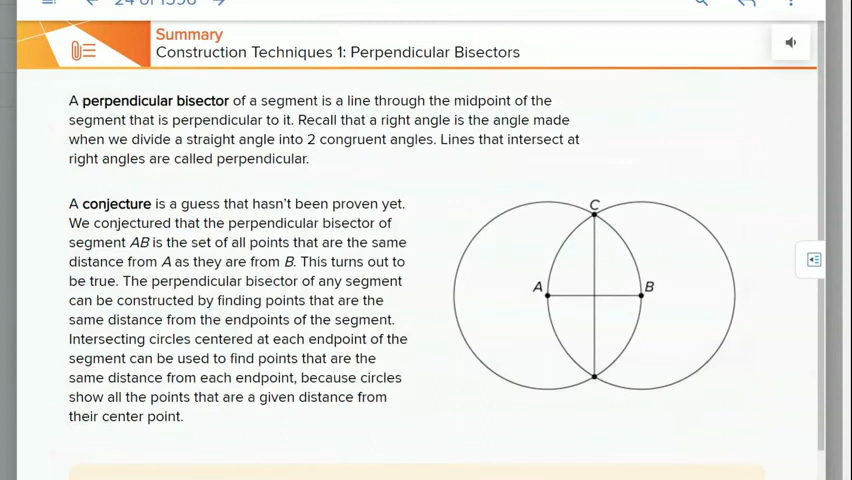 24 of 1396
Summary
Construction Techniques 1: Perpendicular Bisectors
A perpendicular bisector of a segment is a line through the midpoint of the
segment that is perpendicular to it. Recall that a right angle is the angle made
when we divide a straight angle into 2 congruent angles. Lines that intersect at
right angles are called perpendicular.
A conjecture is a guess that hasn't been proven yet.
We conjectured that the perpendicular bisector of
segment AB is the set of all points that are the same
distance from A as they are from B. This turns out to
be true. The perpendicular bisector of any segment
can be constructed by finding points that are the
same distance from the endpoints of the segment.
Intersecting circles centered at each endpoint of the
segment can be used to find points that are the
same distance from each endpoint, because circles
show all the points that are a given distance from
their center point.
C
A
B